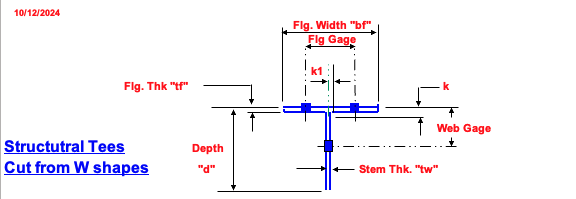 10/12/2024
Flg. Width "bf"
Flg Gage
k1
Flg. Thk "tf"
k
Web Gage
Structutral Tees
Depth
Cut from W shapes
"d"
Stem Thk. "tw"